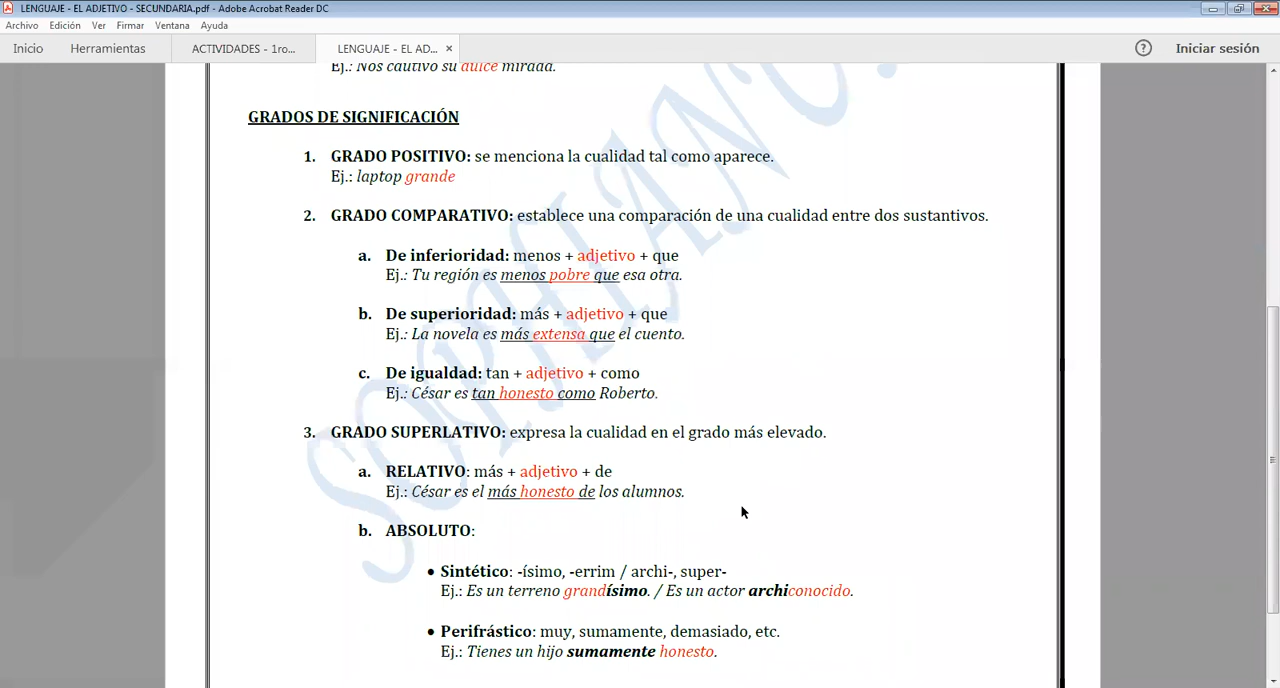 LENGUAJE - EL ADJETIVO - SECUNDARIA.pdf - Adobe Acrobat Reader DC
Archivo Edición Ver Firmar Ventana Ayuda
Inicio Herramientas ACTIVIDADES - 1ro... LENGUAJE - EL AD... × ? Iniciar sesión
Ej.: Nos cautivó su dulce mirada.
GRADOS DE SIGNIFICACIÓN
1. GRADO POSITIVO: se menciona la cualidad tal como aparece.
Ej.: laptop grande
2. GRADO COMPARATIVO: establece una comparación de una cualidad entre dos sustantivos.
a. De inferioridad: menos + adjetivo + que
Ej.: Tu región es menos pobre que esa otra.
b. De superioridad: más + adjetivo + que
Ej.: La novela es más extensa que el cuento.
c. De igualdad: tan + adjetivo + como
Ej.: César es tan honesto como Roberto.
3. GRADO SUPERLATIVO: expresa la cualidad en el grado más elevado.
a. RELATIVO: más + adjetivo + de
Ej.: César es el más honesto de los alumnos.
b. ABSOLUTO:
• Sintético: -ísimo, -errim / archi-, super-
Ej.: Es un terreno grandísimo. / Es un actor archiconocido.
• Perifrástico: muy, sumamente, demasiado, etc.
Ej.: Tienes un hijo sumamente honesto.